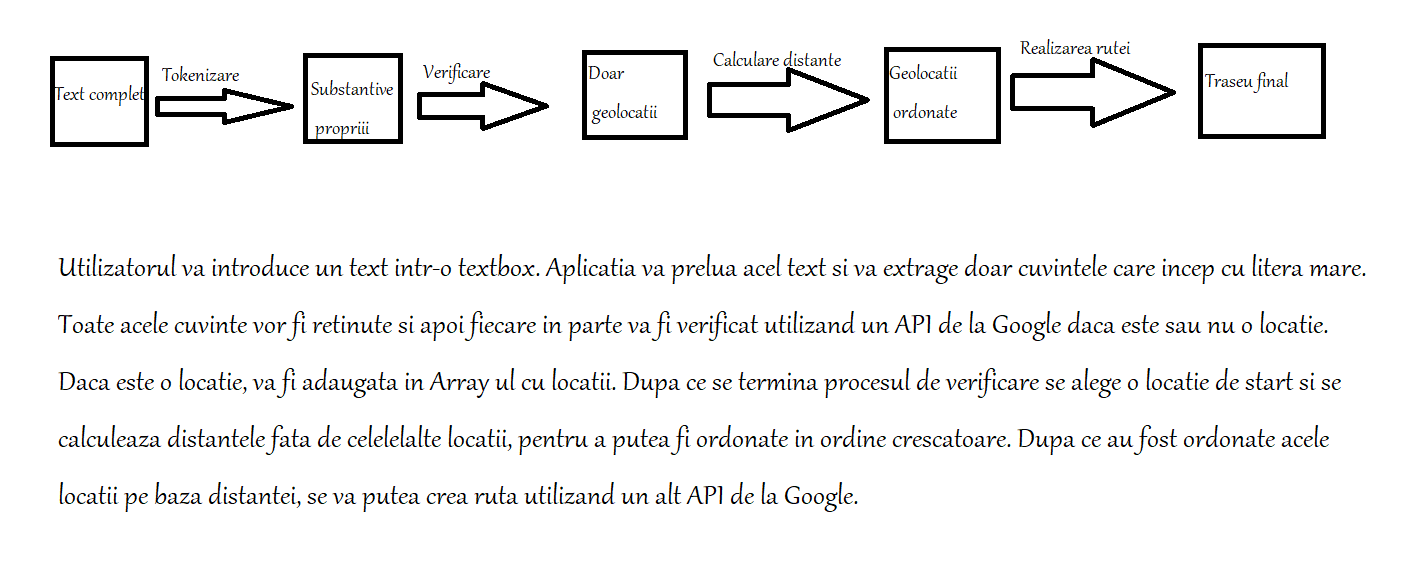 Text complet
Tokenizare
Substantive
propriii
Verificare
Doar
geolocatii
Calculare distante
Geolocatii
ordonate
Realizarea rutei
Traseu final
Utilizatorul va introduce un text intr-o textbox. Aplicatia va prelua acel text si va extrage doar cuvintele care incep cu litera mare.
Toate acele cuvinte vor fi retinute si apoi fiecare in parte va fi verificat utilizand un API de la Google daca este sau nu o locatie.
Daca este o locatie, va fi adaugata in Array ul cu locatii. Dupa ce se termina procesul de verificare se alege o locatie de start si se
calculeaza distantele fata de celelelalte locatii, pentru a putea fi ordonate in ordine crescatoare. Dupa ce au fost ordonate acele
locatii pe baza distantei, se va putea crea ruta utilizand un alt API de la Google.